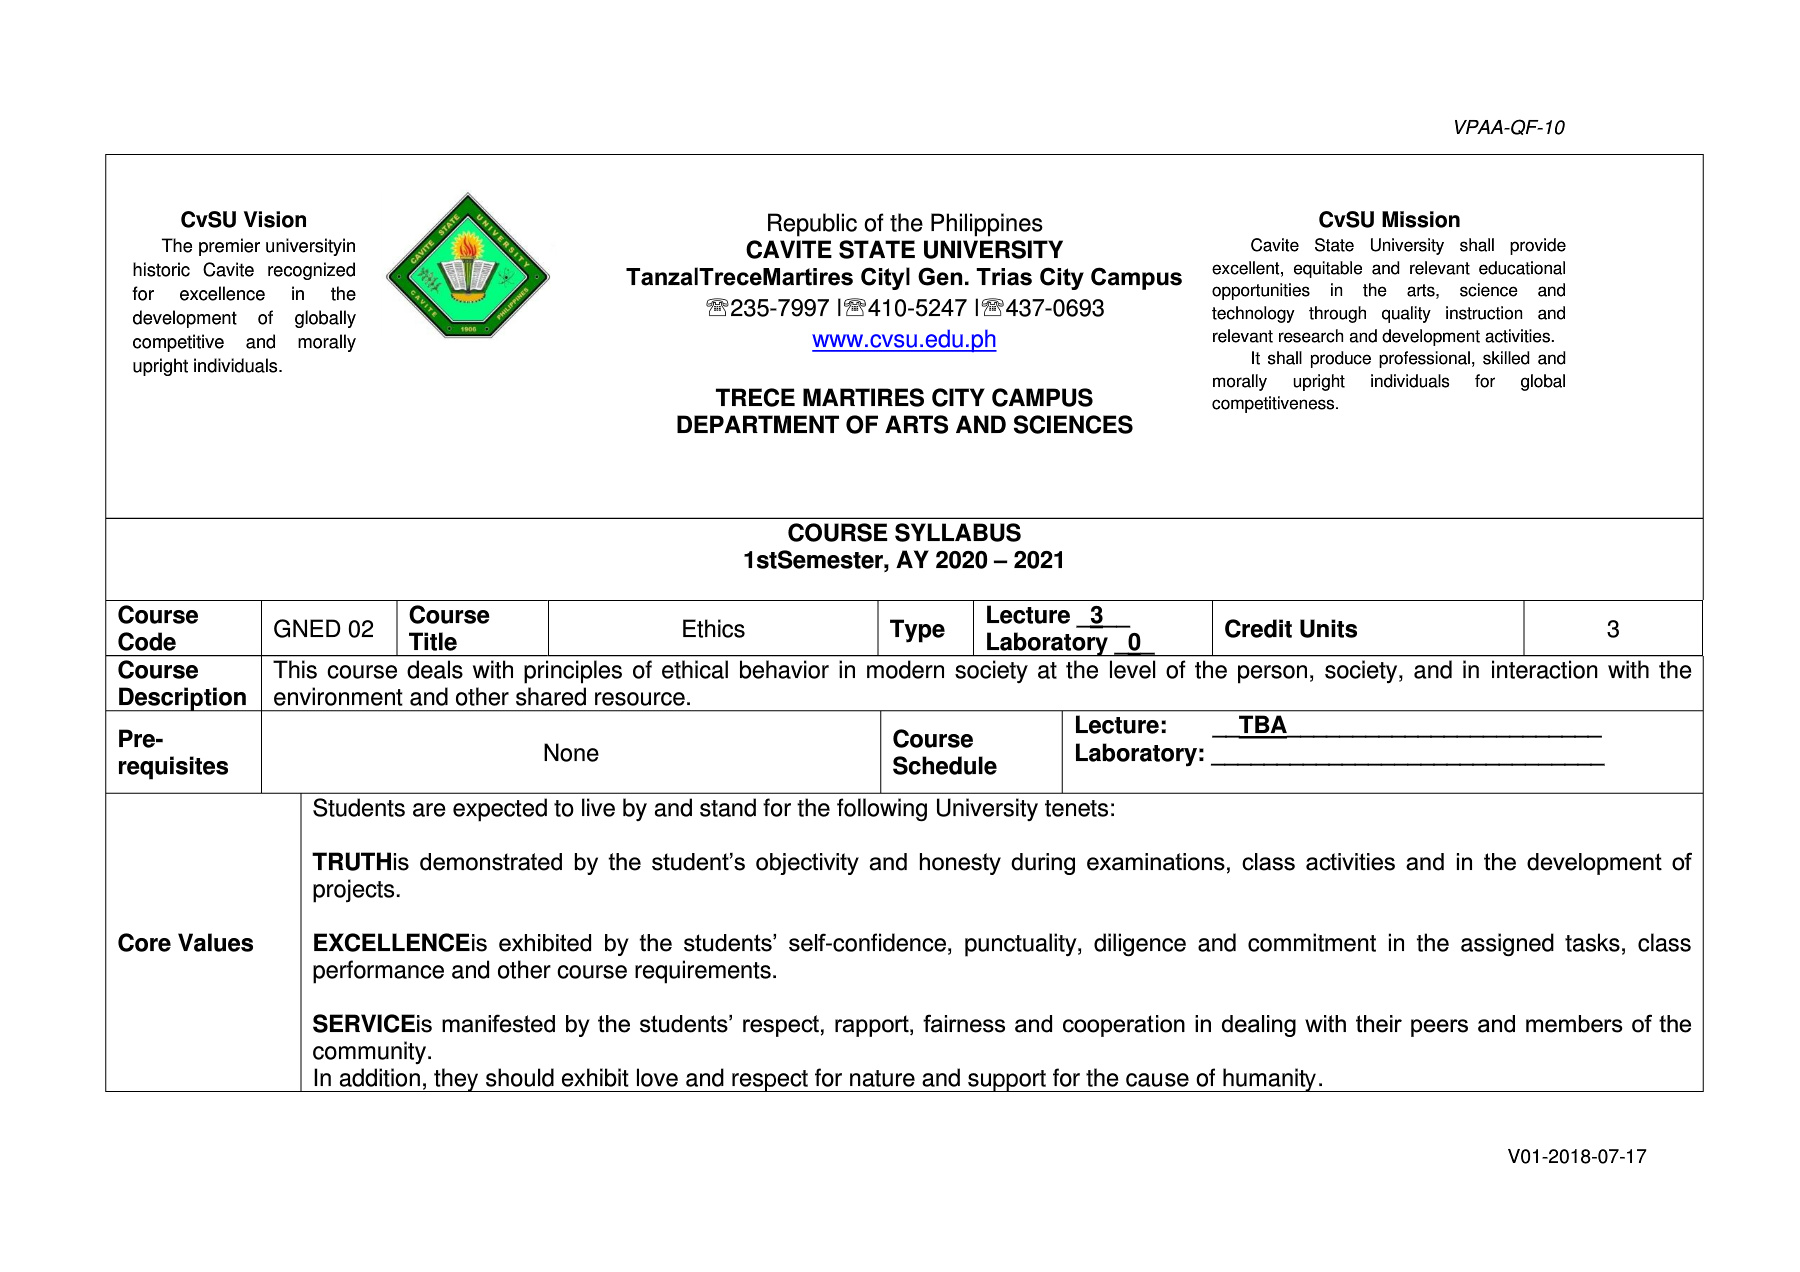 VPAA-QF-10
CvSU Vision
The premier universityin
historic Cavite recognized
for excellence in the
development of globally
competitive and morally
upright individuals.
CAVITE STATE UNIVERSITY
CAVITE PHILIPPINES
1906
Republic of the Philippines
CAVITE STATE UNIVERSITY
Tanza|TreceMartires City| Gen. Trias City Campus
☏235-7997 |☏410-5247 |☏437-0693
www.cvsu.edu.ph
TRECE MARTIRES CITY CAMPUS
DEPARTMENT OF ARTS AND SCIENCES
CvSU Mission
Cavite State University shall provide
excellent, equitable and relevant educational
opportunities in the arts, science and
technology through quality instruction and
relevant research and development activities.
It shall produce professional, skilled and
morally upright individuals for global
competitiveness.
COURSE SYLLABUS
1stSemester, AY 2020 – 2021
Course
Code
GNED 02
Course
Title
Ethics
Type
Lecture _3___
Laboratory _0_
Credit Units
3
Course
Description
This course deals with principles of ethical behavior in modern society at the level of the person, society, and in interaction with the
environment and other shared resource.
Pre-
requisites
None
Course
Schedule
Lecture: __TBA________________________
Laboratory: ______________________________
Core Values
Students are expected to live by and stand for the following University tenets:
TRUTHis demonstrated by the student’s objectivity and honesty during examinations, class activities and in the development of
projects.
EXCELLENCEis exhibited by the students’ self-confidence, punctuality, diligence and commitment in the assigned tasks, class
performance and other course requirements.
SERVICEis manifested by the students’ respect, rapport, fairness and cooperation in dealing with their peers and members of the
community.
In addition, they should exhibit love and respect for nature and support for the cause of humanity.
V01-2018-07-17